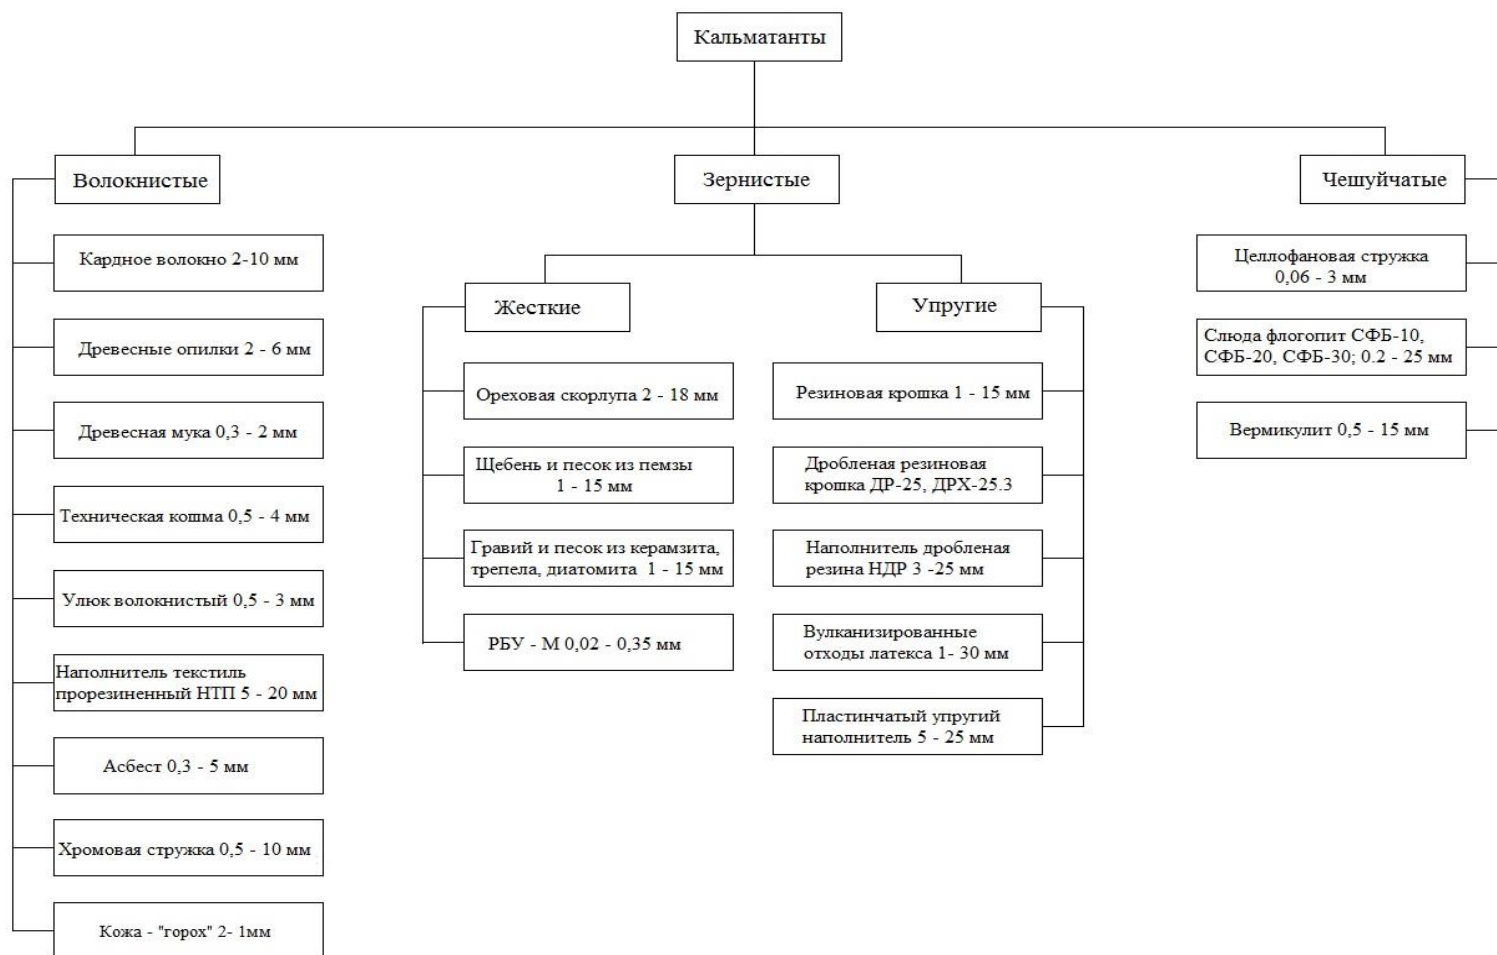 Кальматанты
Волокнистые
Кардное волокно 2-10 мм
Древесные опилки 2 - 6 мм
Древесная мука 0,3 - 2 мм
Техническая кошма 0,5 - 4 мм
Улюк волокнистый 0,5 - 3 мм
Наполнитель текстиль
прорезиненный НТП 5 - 20 мм
Асбест 0,3 - 5 мм
Хромовая стружка 0,5 - 10 мм
Кожа - "горох" 2- 1мм
Зернистые
Жесткие
Ореховая скорлупа 2 - 18 мм
Щебень и песок из пемзы
1 - 15 мм
Гравий и песок из керамзита,
трепела, диатомита 1 - 15 мм
РБУ - М 0,02 - 0,35 мм
Упругие
Резиновая крошка 1 - 15 мм
Дробленая резиновая
крошка ДР-25, ДРХ-25.3
Наполнитель дробленая
резина НДР 3 -25 мм
Вулканизированные
отходы латекса 1- 30 мм
Пластинчатый упругий
наполнитель 5 - 25 мм
Чешуйчатые
Целлофановая стружка
0,06 - 3 мм
Слюда флогопит СФБ-10,
СФБ-20, СФБ-30; 0.2 - 25 мм
Вермикулит 0,5 - 15 мм